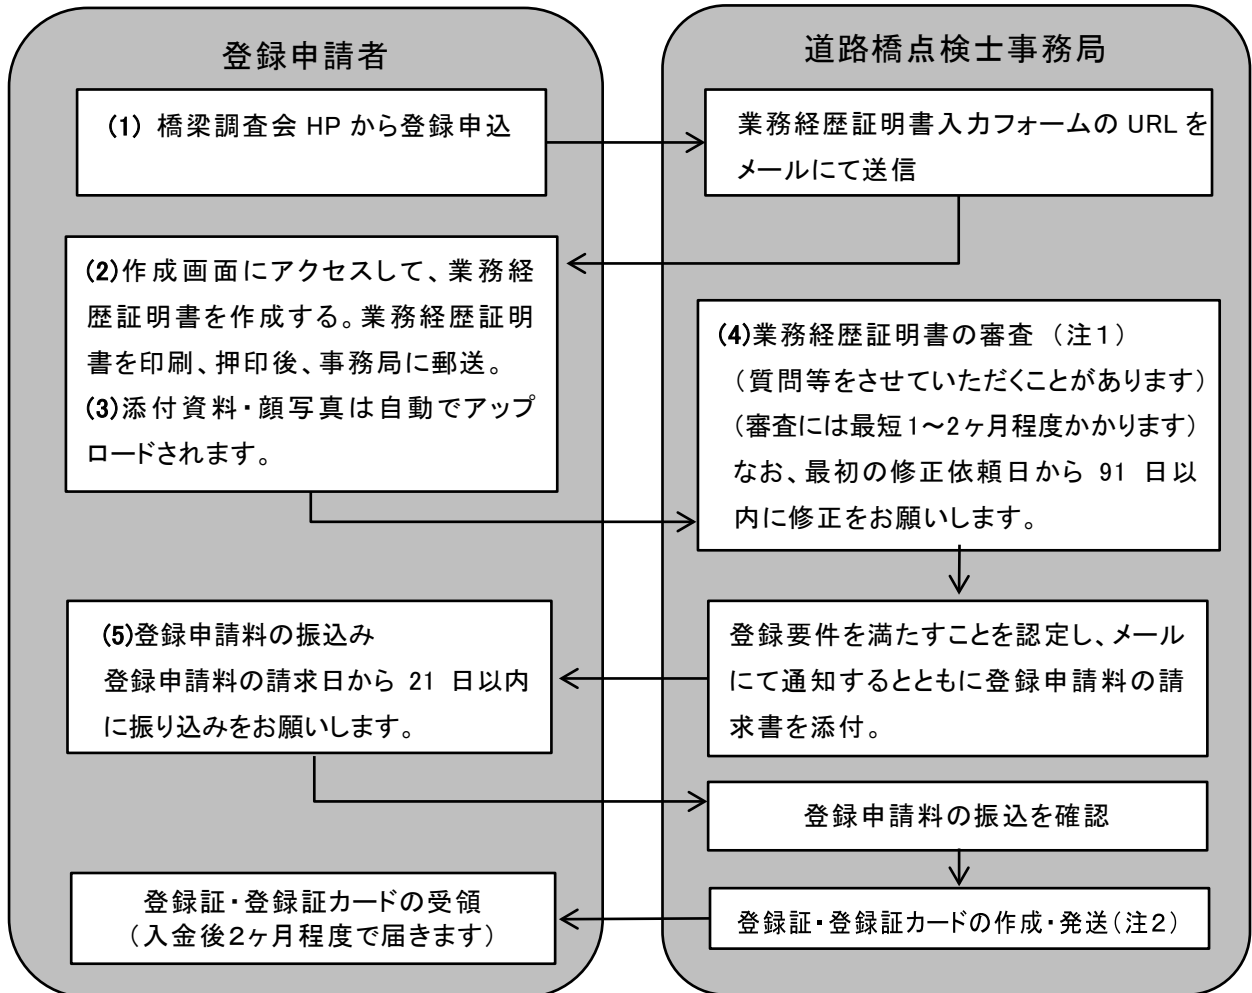 登録申請者
道路橋点検士事務局
(1) 橋梁調査会 HP から登録申込
業務経歴証明書入力フォームの URL を
メールにて送信
(2)作成画面にアクセスして、業務経
歴証明書を作成する。業務経歴証明
書を印刷、押印後、事務局に郵送。
(3)添付資料・顔写真は自動でアップ
ロードされます。
(4)業務経歴証明書の審査 (注1)
(質問等をさせていただくことがあります)
(審査には最短1~2ヶ月程度かかります)
なお、最初の修正依頼日から 91 日以
内に修正をお願いします。
登録要件を満たすことを認定し、メール
にて通知するとともに登録申請料の請
求書を添付。
(5)登録申請料の振込み
登録申請料の請求日から 21 日以内
に振り込みをお願いします。
登録申請料の振込を確認
登録証・登録証カードの作成・発送(注2)
登録証・登録証カードの受領
(入金後2ヶ月程度で届きます)